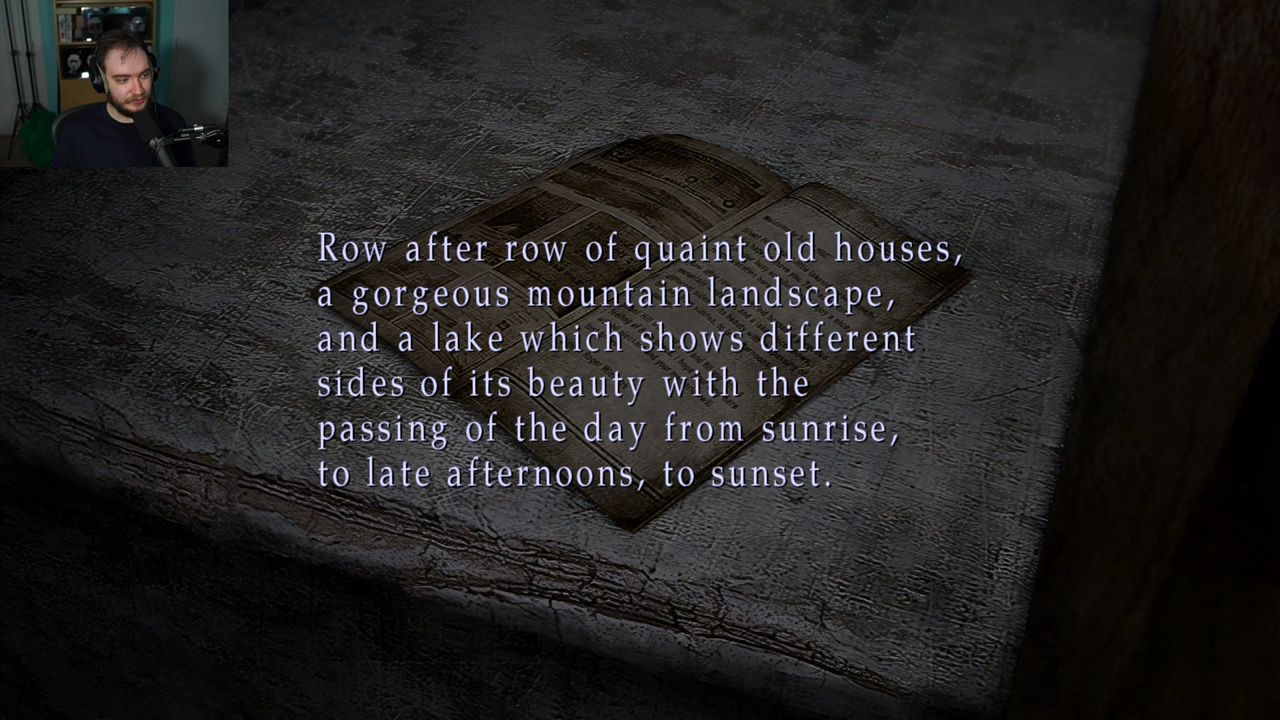 Row after row of quaint old houses,
a gorgeous mountain landscape,
and a lake which shows different
sides of its beauty with the
passing of the day from sunrise,
to late afternoons, to sunset.